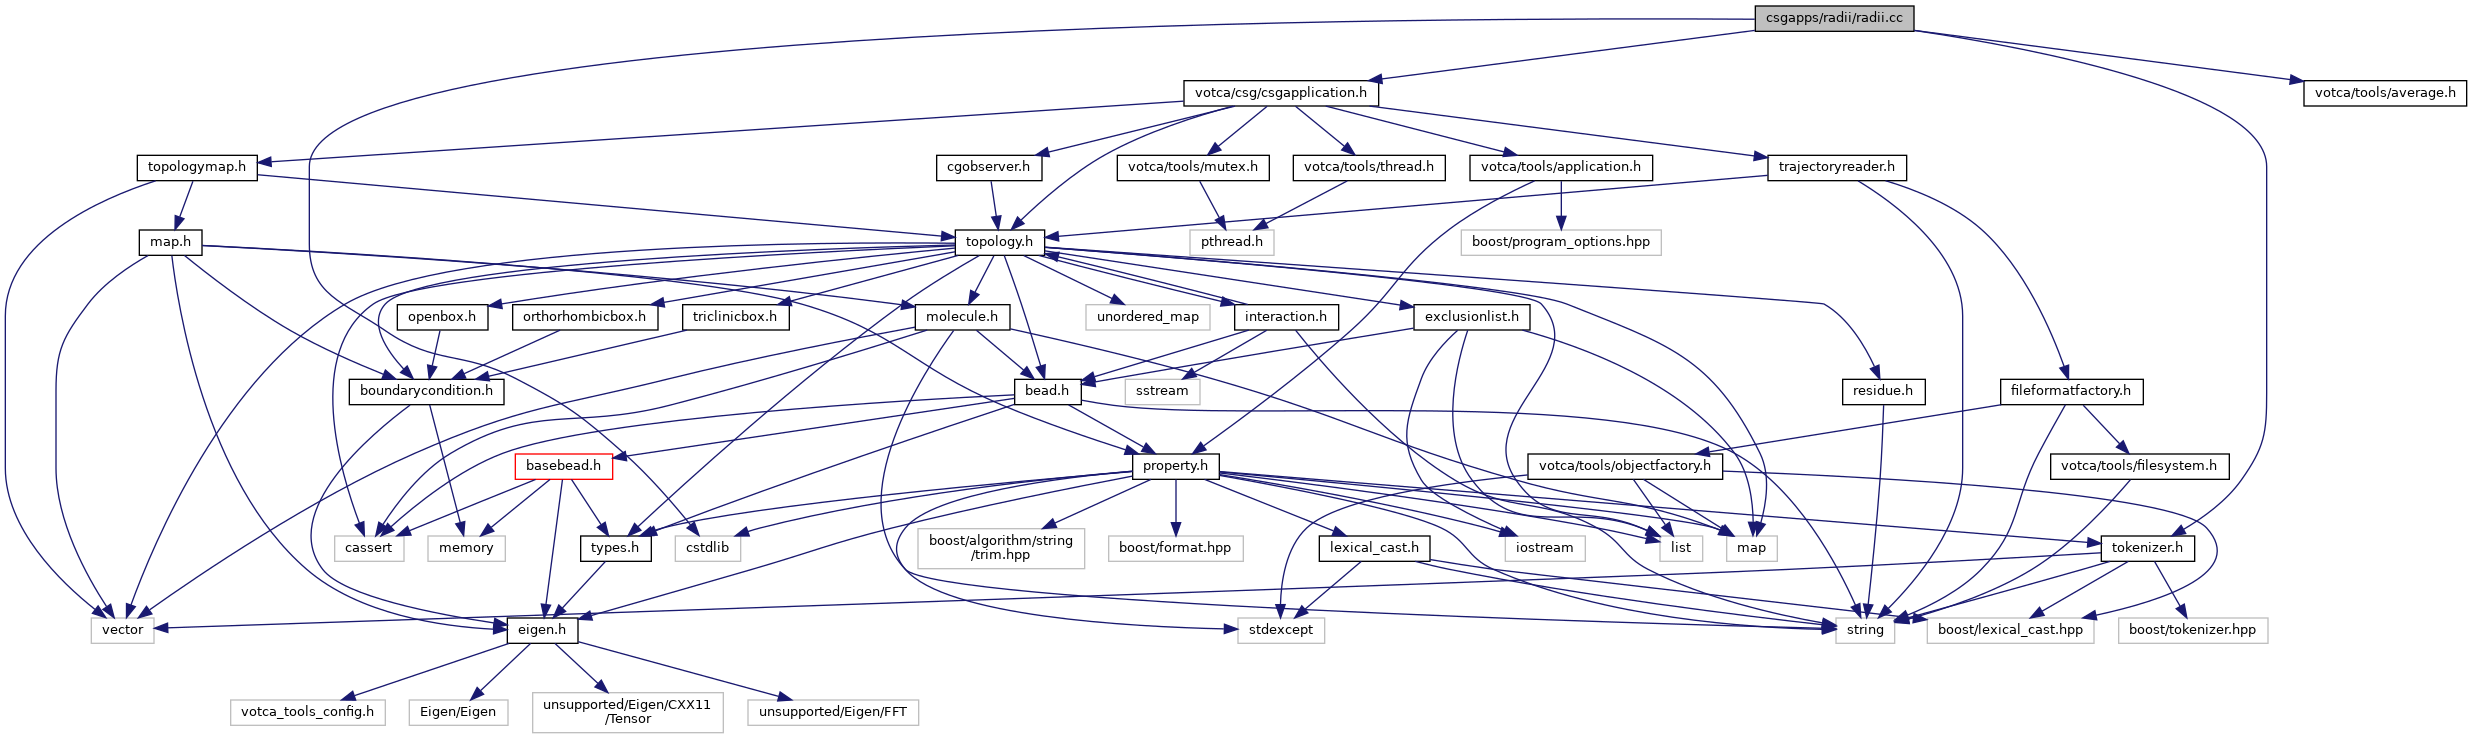 csgapps/radii/radii.cc
votca/csg/csgapplication.h
votca/tools/average.h
topologymap.h
cgobserver.h
votca/tools/mutex.h
votca/tools/thread.h
votca/tools/application.h
trajectoryreader.h
map.h
topology.h
pthread.h
boost/program_options.hpp
openbox.h
orthorhombicbox.h
triclinicbox.h
molecule.h
unordered_map
interaction.h
exclusionlist.h
boundarycondition.h
bead.h
sstream
residue.h
fileformatfactory.h
basebead.h
property.h
votca/tools/objectfactory.h
votca/tools/filesystem.h
cassert
memory
types.h
cstdlib
boost/algorithm/string
/trim.hpp
boost/format.hpp
lexical_cast.h
iostream
list
map
tokenizer.h
vector
eigen.h
stdexcept
string
boost/lexical_cast.hpp
boost/tokenizer.hpp
votca_tools_config.h
Eigen/Eigen
unsupported/Eigen/CXX11
/Tensor
unsupported/Eigen/FFT